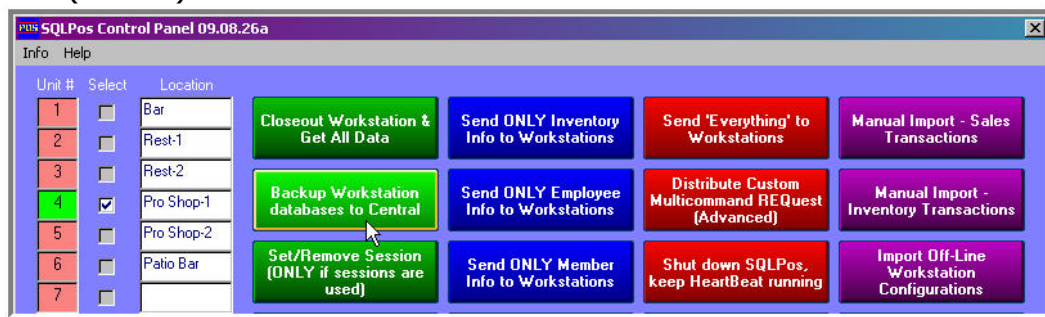 POS SQLPos Control Panel 09.08.26a
Info Help
Unit # Select Location
1 Bar
2 Rest-1
3 Rest-2
4 Pro Shop-1
5 Pro Shop-2
6 Patio Bar
7
Closeout Workstation &
Get All Data
Send ONLY Inventory
Info to Workstations
Send 'Everything' to
Workstations
Manual Import - Sales
Transactions
Backup Workstation
databases to Central
Send ONLY Employee
Info to Workstations
Distribute Custom
Multicommand REQuest
(Advanced)
Manual Import -
Inventory Transactions
Set/Remove Session
(ONLY if sessions are
used)
Send ONLY Member
Info to Workstations
Shut down SQLPos,
keep HeartBeat running
Import Off-Line
Workstation
Configurations